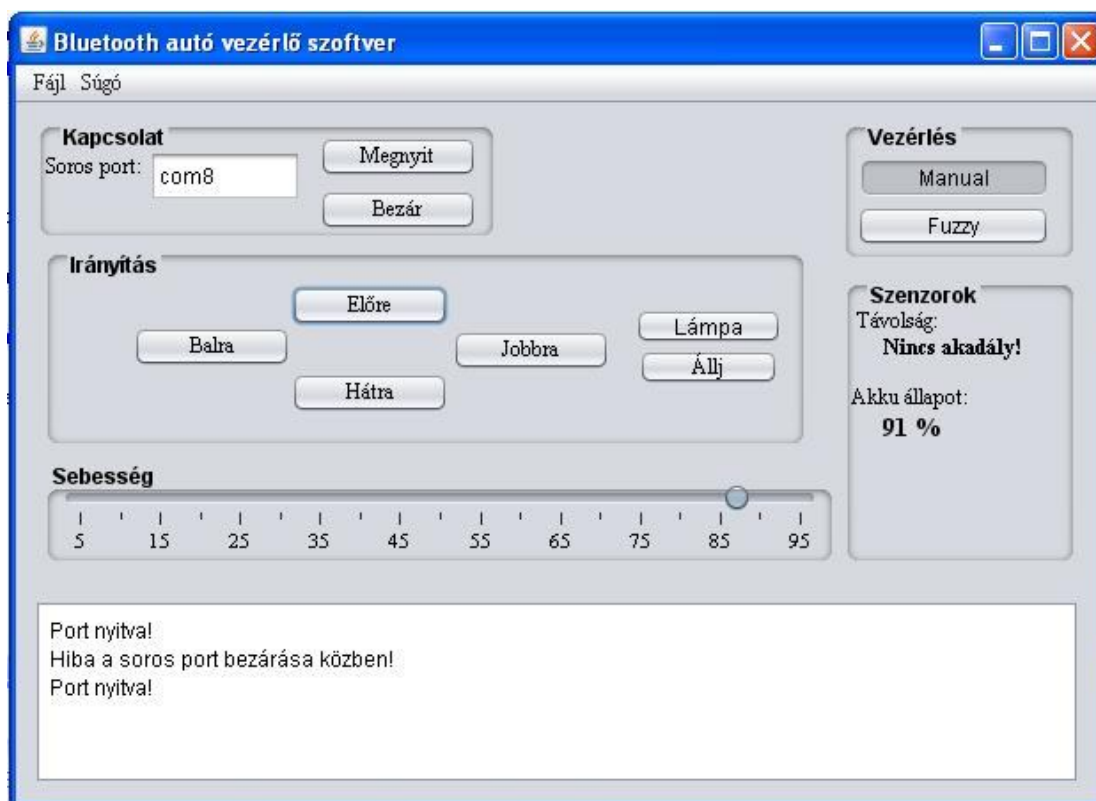 Bluetooth autó vezérlő szoftver
Fájl Súgó
Kapcsolat
Soros port:
com8
Megnyit
Bezár
Vezérlés
Manual
Fuzzy
Irányítás
Előre
Balra
Jobbra
Hátra
Lámpa
Állj
Szenzorok
Távolság:
Nincs akadály!
Akku állapot:
91 %
Sebesség
5 15 25 35 45 55 65 75 85 95
Port nyitva!
Hiba a soros port bezárása közben!
Port nyitva!